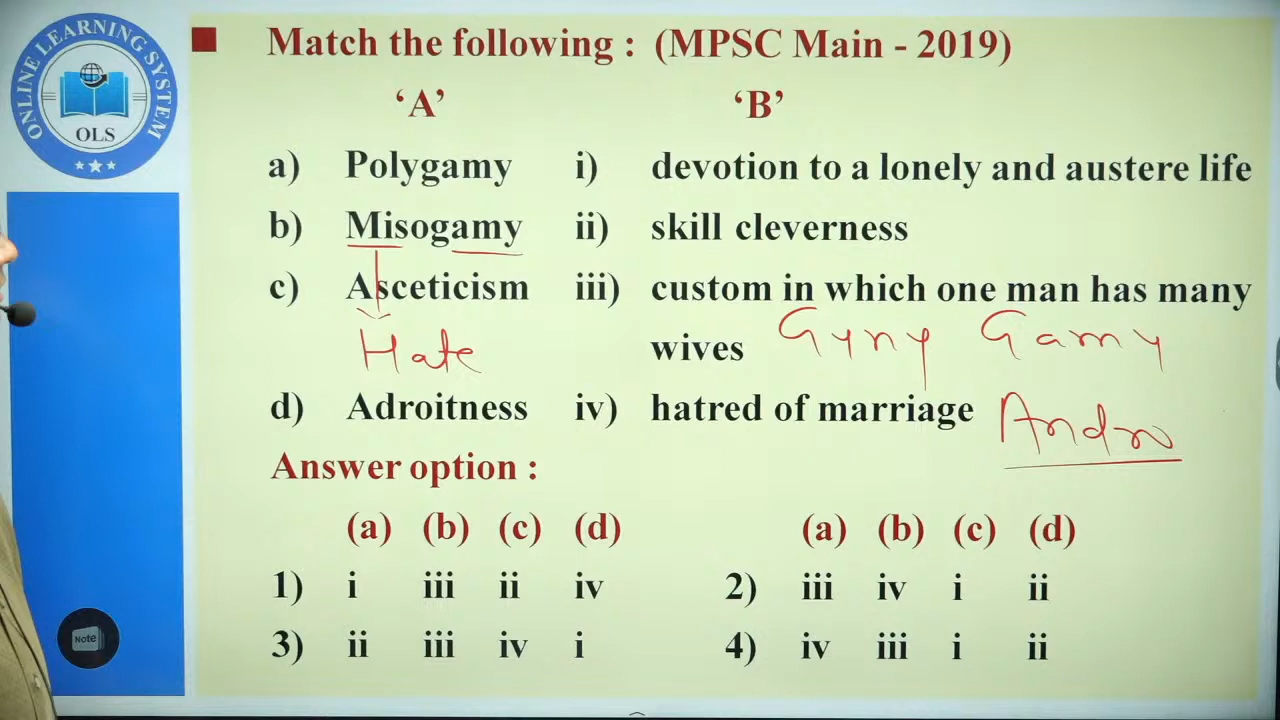 ONLINE LEARNING SYSTEM
OLS
Match the following : (MPSC Main - 2019)
‘A’ ‘B’
a) Polygamy i) devotion to a lonely and austere life
b) Misogamy ii) skill cleverness
c) Asceticism iii) custom in which one man has many
Hate wives Gyny Gamy
d) Adroitness iv) hatred of marriage Andro
Answer option :
(a) (b) (c) (d) (a) (b) (c) (d)
1) i iii ii iv 2) iii iv i ii
3) ii iii iv i 4) iv iii i ii
Note